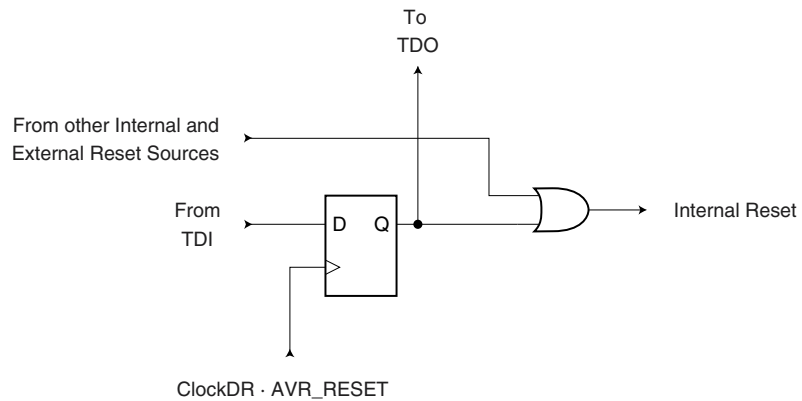 To
TDO
From other Internal and
External Reset Sources
From
TDI
D Q
Internal Reset
ClockDR · AVR_RESET